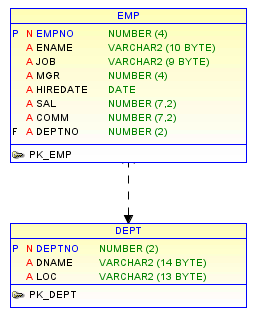 EMP
P N EMPNO NUMBER (4)
A ENAME VARCHAR2 (10 BYTE)
A JOB VARCHAR2 (9 BYTE)
A MGR NUMBER (4)
A HIREDATE DATE
A SAL NUMBER (7,2)
A COMM NUMBER (7,2)
F A DEPTNO NUMBER (2)
PK_EMP
DEPT
P N DEPTNO NUMBER (2)
A DNAME VARCHAR2 (14 BYTE)
A LOC VARCHAR2 (13 BYTE)
PK_DEPT